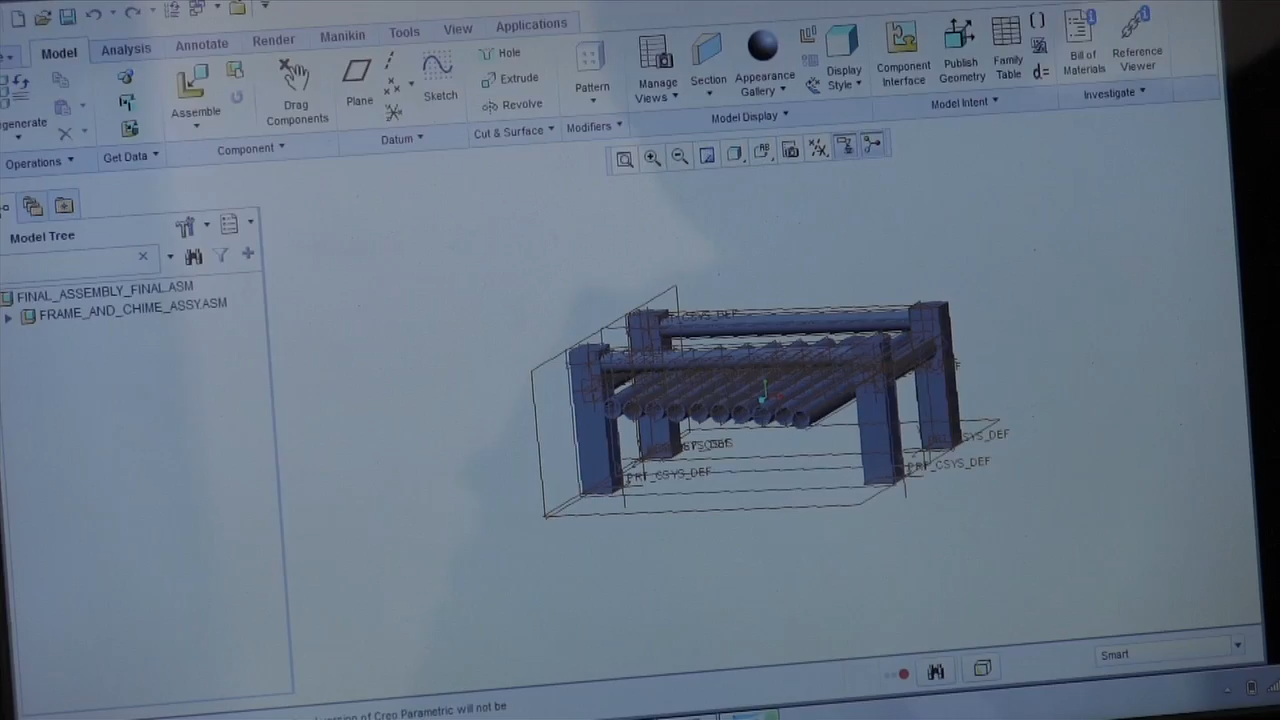 Model Analysis Annotate Render Manikin Tools View Applications
Assemble
Drag Components
Plane
Sketch
Hole
Extrude
Revolve
Pattern
Manage Views
Section
Appearance Gallery
Display Style
Component Interface
Publish Geometry
Family Table
d=
Bill of Materials
Reference Viewer
Operations Get Data Component Datum Cut & Surface Modifiers Model Display Model Intent Investigate
Model Tree
FINAL_ASSEMBLY_FINAL.ASM
FRAME_AND_CHIME_ASSY.ASM
PRT_CSYS_DEF
PRT_CSYS_DEF
Smart
of Creo Parametric will not be